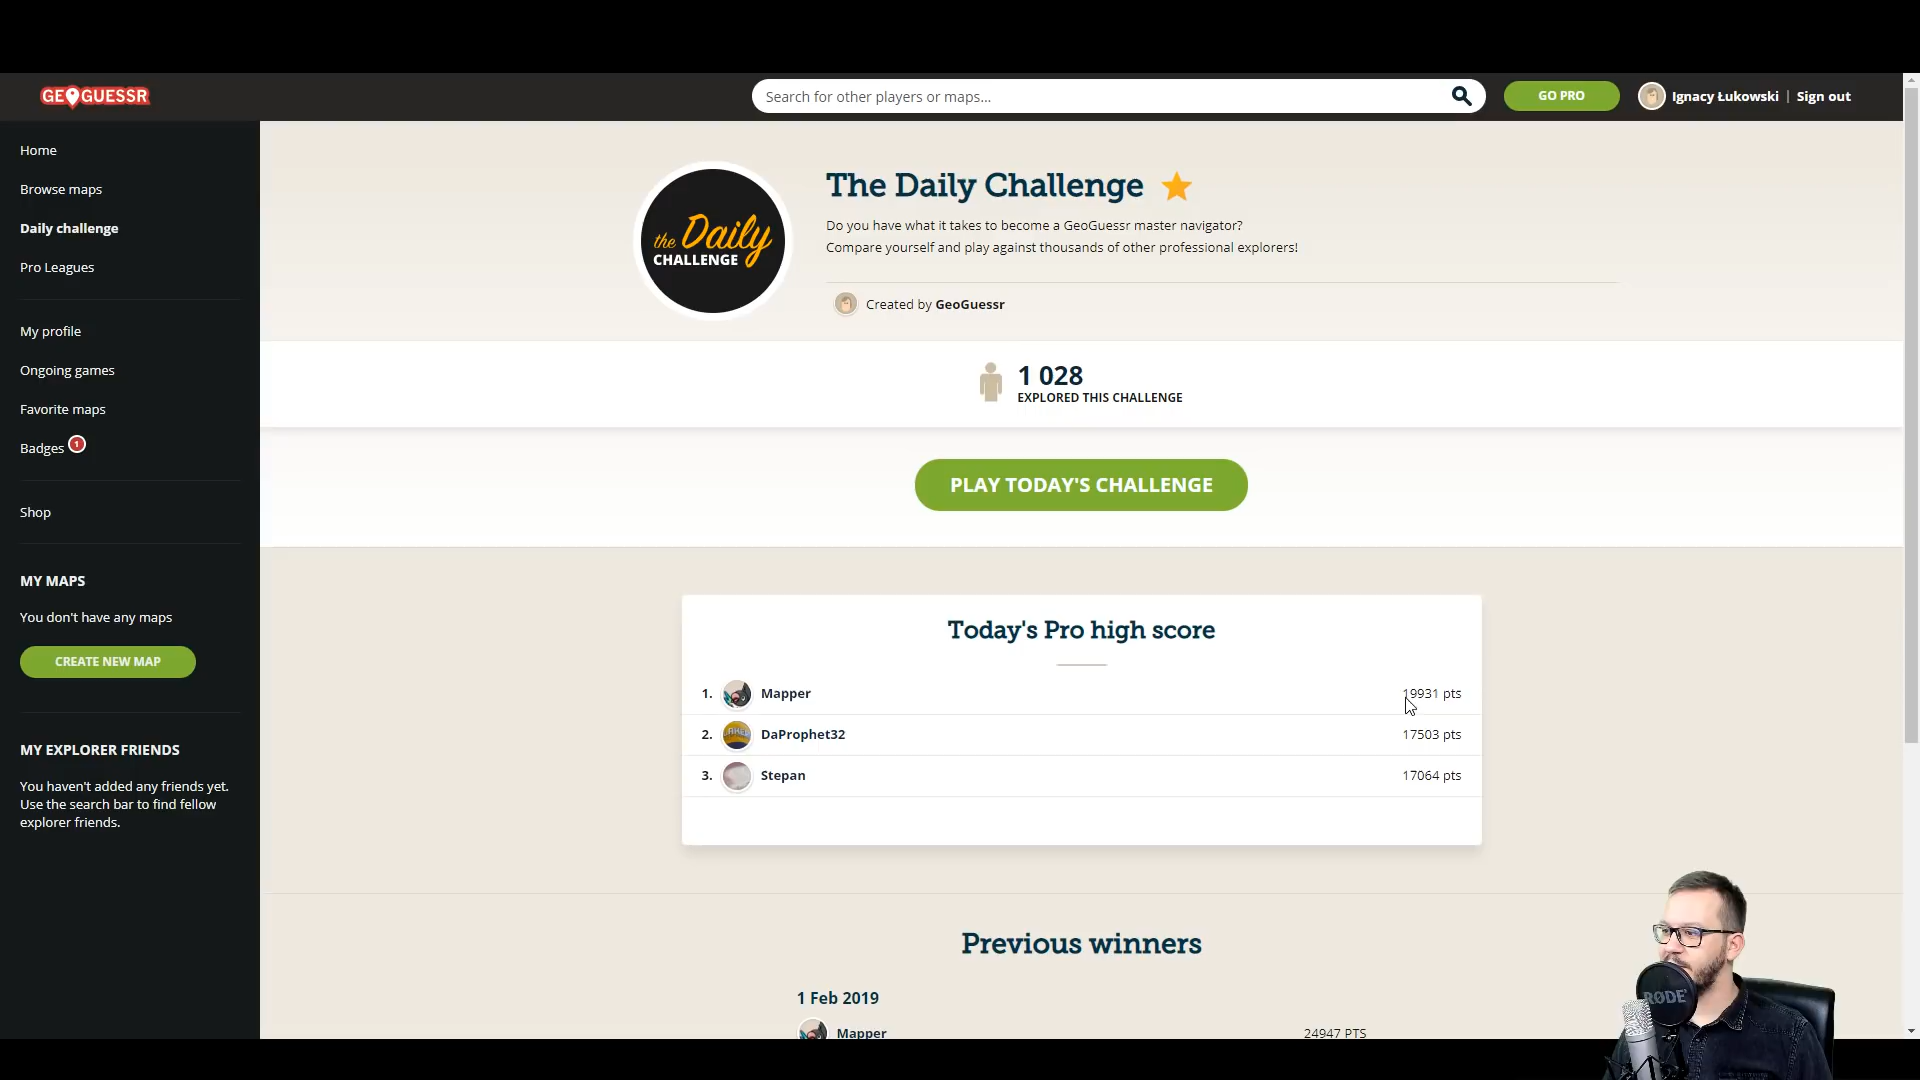 GEOGUESSR
Search for other players or maps...
GO PRO
Ignacy Łukowski | Sign out
Home
Browse maps
Daily challenge
Pro Leagues
My profile
Ongoing games
Favorite maps
Badges 1
Shop
MY MAPS
You don't have any maps
CREATE NEW MAP
MY EXPLORER FRIENDS
You haven't added any friends yet.
Use the search bar to find fellow
explorer friends.
the Daily
CHALLENGE
The Daily Challenge
Do you have what it takes to become a GeoGuessr master navigator?
Compare yourself and play against thousands of other professional explorers!
Created by GeoGuessr
1 028
EXPLORED THIS CHALLENGE
PLAY TODAY'S CHALLENGE
Today's Pro high score
1. Mapper 19931 pts
2. DaProphet32 17503 pts
3. Stepan 17064 pts
Previous winners
1 Feb 2019
Mapper 24947 PTS
RØDE